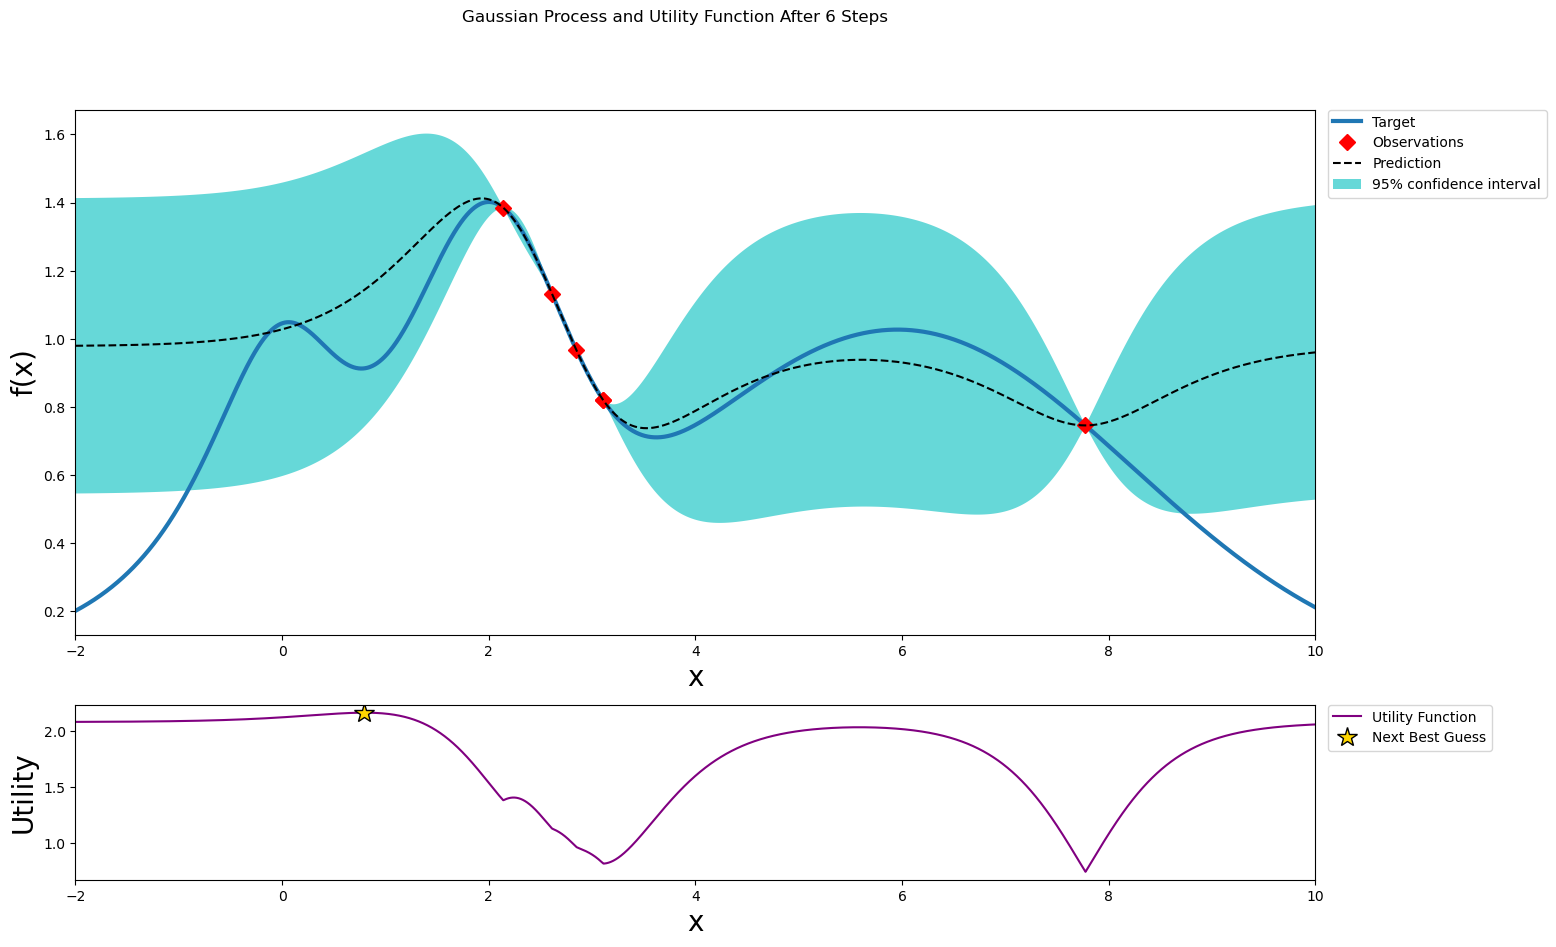 Gaussian Process and Utility Function After 6 Steps
f(x)
1.6
1.4
1.2
1.0
0.8
0.6
0.4
0.2
−2
0
2
4
6
8
10
x
Target
Observations
Prediction
95% confidence interval
Utility
2.0
1.5
1.0
−2
0
2
4
6
8
10
x
Utility Function
Next Best Guess